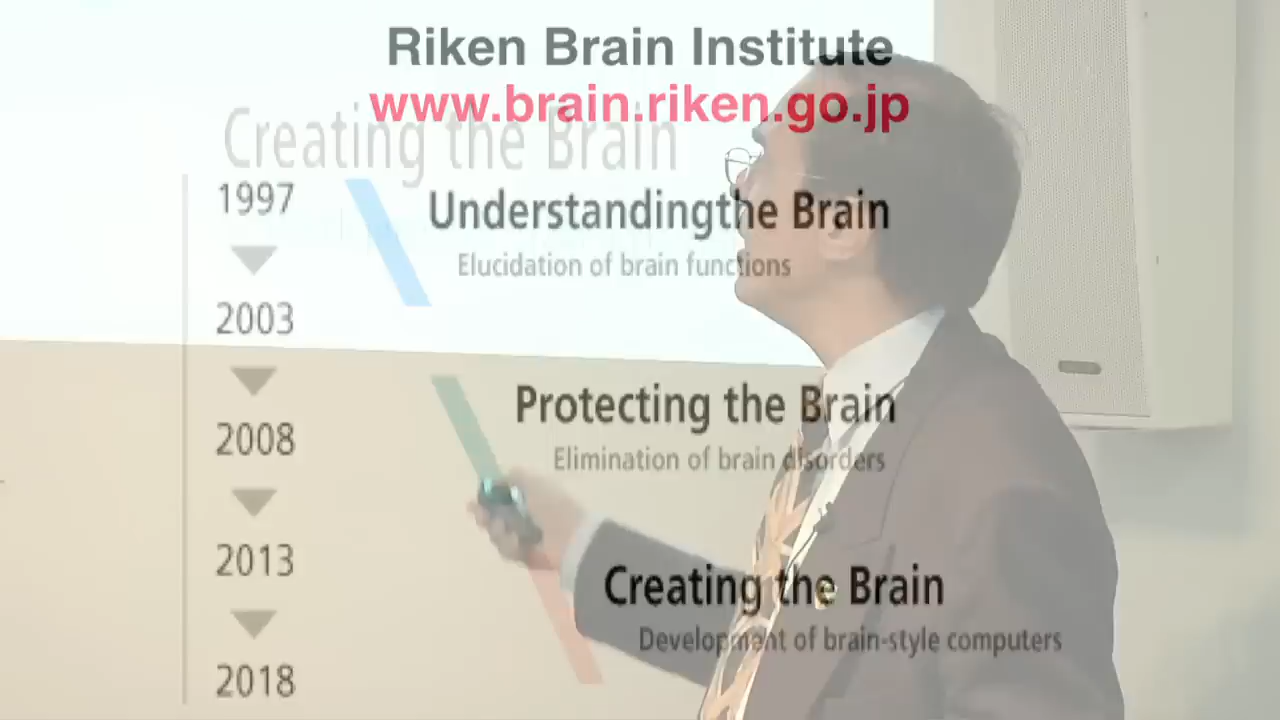 Riken Brain Institute
www.brain.riken.go.jp
Creating the Brain
1997
Understandingthe Brain
Elucidation of brain functions
2003
Protecting the Brain
2008
Elimination of brain disorders
2013
Creating the Brain
Development of brain-style computers
2018